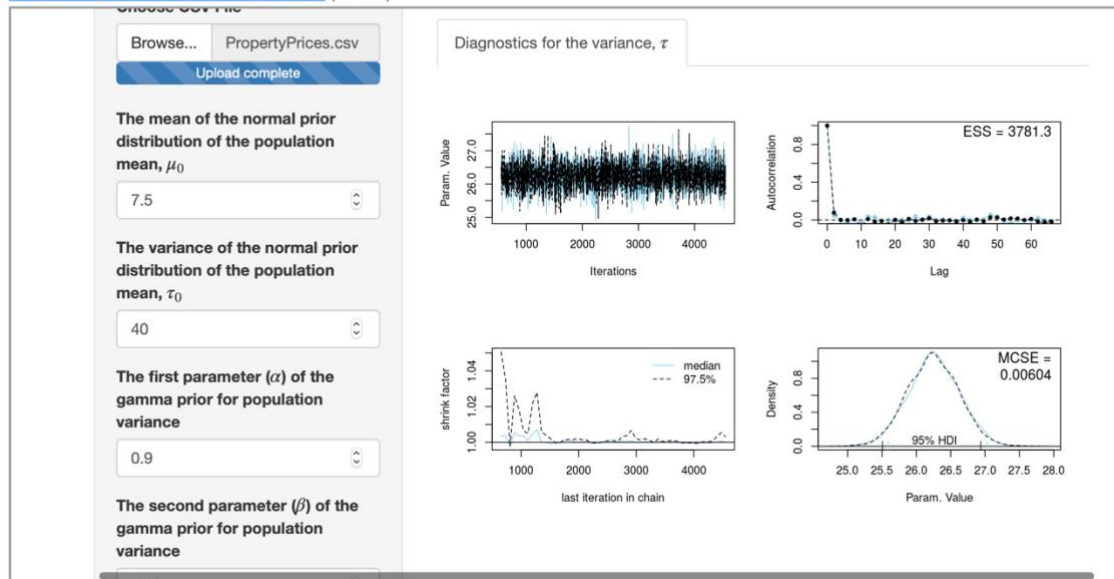 Choose CSV File
Browse...
PropertyPrices.csv
Upload complete
The mean of the normal prior
distribution of the population
mean, μ₀
7.5
The variance of the normal prior
distribution of the population
mean, τ₀
40
The first parameter (α) of the
gamma prior for population
variance
0.9
The second parameter (β) of the
gamma prior for population
variance
Diagnostics for the variance, τ
Param. Value
25.0 26.0 27.0
1000 2000 3000 4000
Iterations
ESS = 3781.3
Autocorrelation
0.0 0.4 0.8
0 10 20 30 40 50 60
Lag
median
97.5%
shrink factor
1.00 1.02 1.04
1000 2000 3000 4000
last iteration in chain
MCSE =
0.00604
Density
0.0 0.4 0.8
95% HDI
25.0 25.5 26.0 26.5 27.0 27.5 28.0
Param. Value